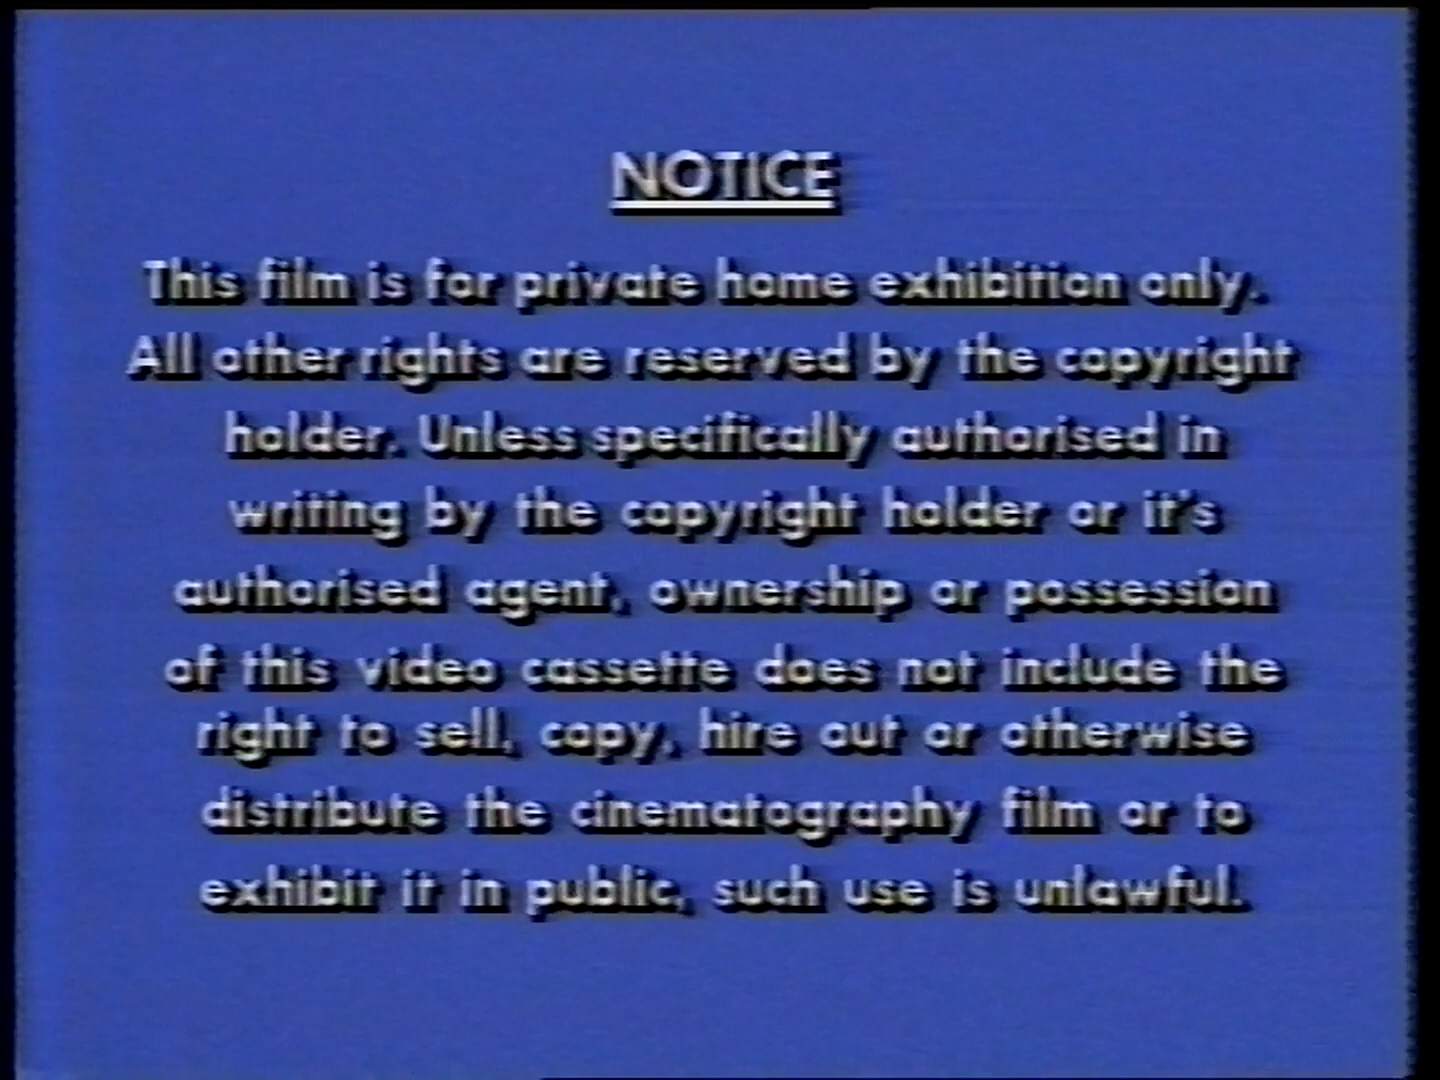 NOTICE
This film is for private home exhibition only.
All other rights are reserved by the copyright
holder. Unless specifically authorised in
writing by the copyright holder or it's
authorised agent, ownership or possession
of this video cassette does not include the
right to sell, copy, hire out or otherwise
distribute the cinematography film or to
exhibit it in public, such use is unlawful.